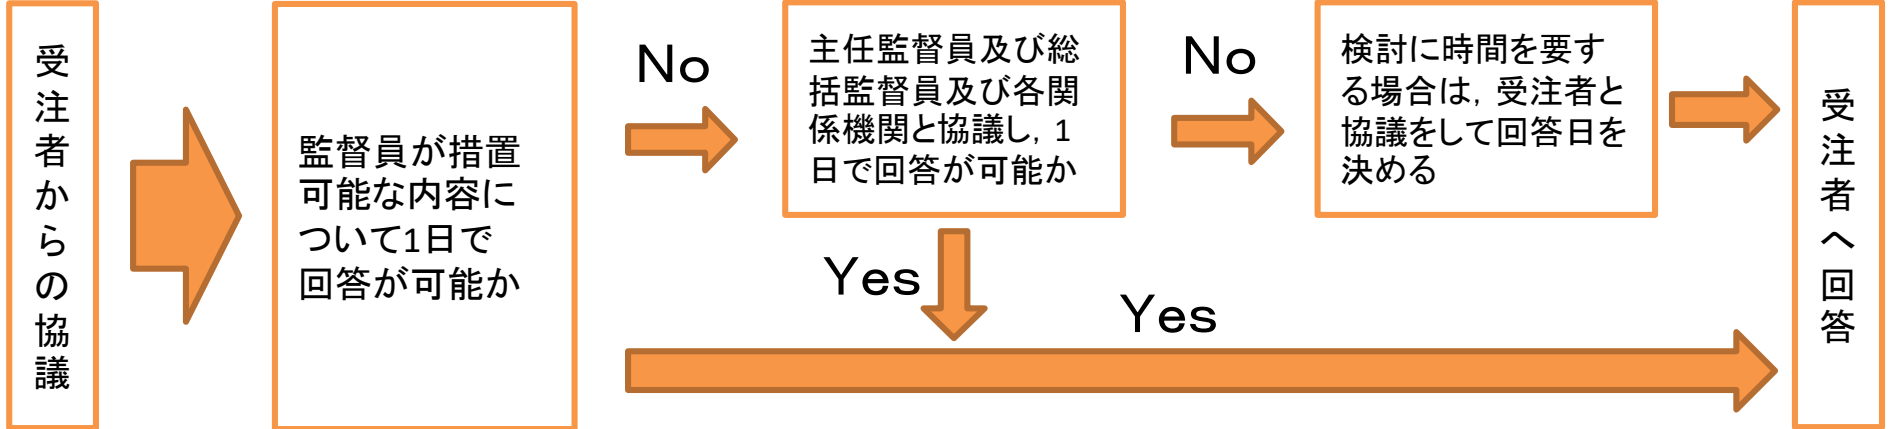 受注者からの協議
監督員が措置
可能な内容に
ついて1日で
回答が可能か
No
主任監督員及び総
括監督員及び各関
係機関と協議し，1
日で回答が可能か
No
検討に時間を要す
る場合は，受注者と
協議をして回答日を
決める
Yes
Yes
受注者へ回答